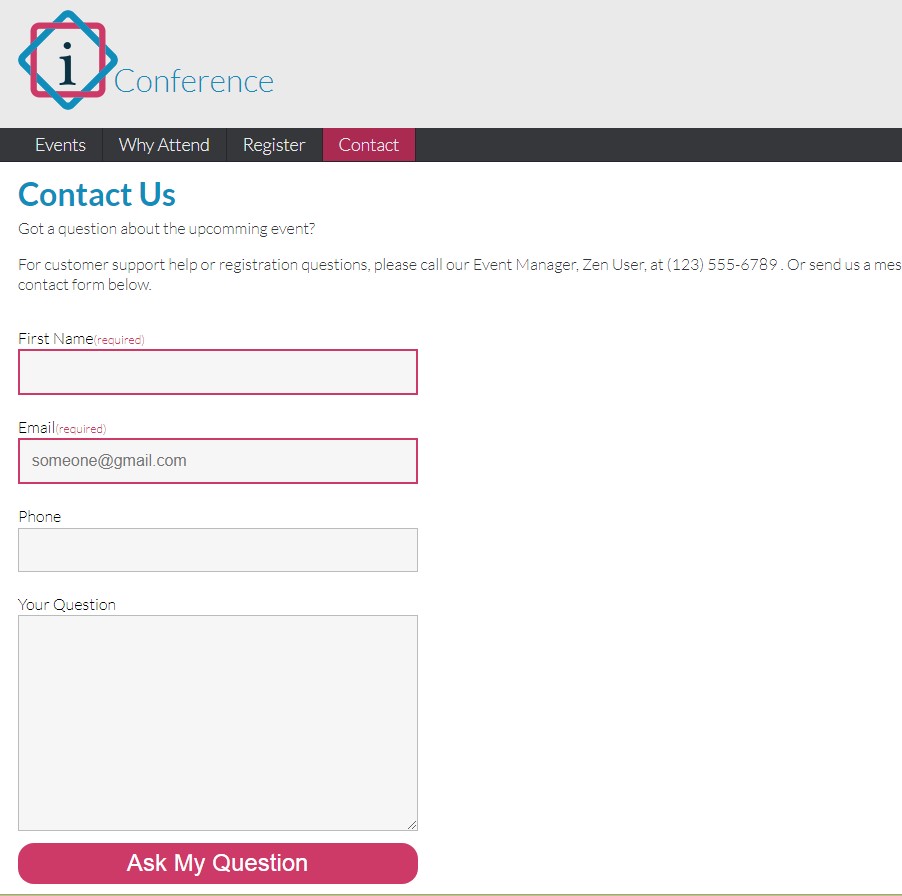 i
Conference
Events Why Attend Register Contact
Contact Us
Got a question about the upcomming event?
For customer support help or registration questions, please call our Event Manager, Zen User, at (123) 555-6789 . Or send us a mes
contact form below.
First Name(required)
Email(required)
someone@gmail.com
Phone
Your Question
Ask My Question